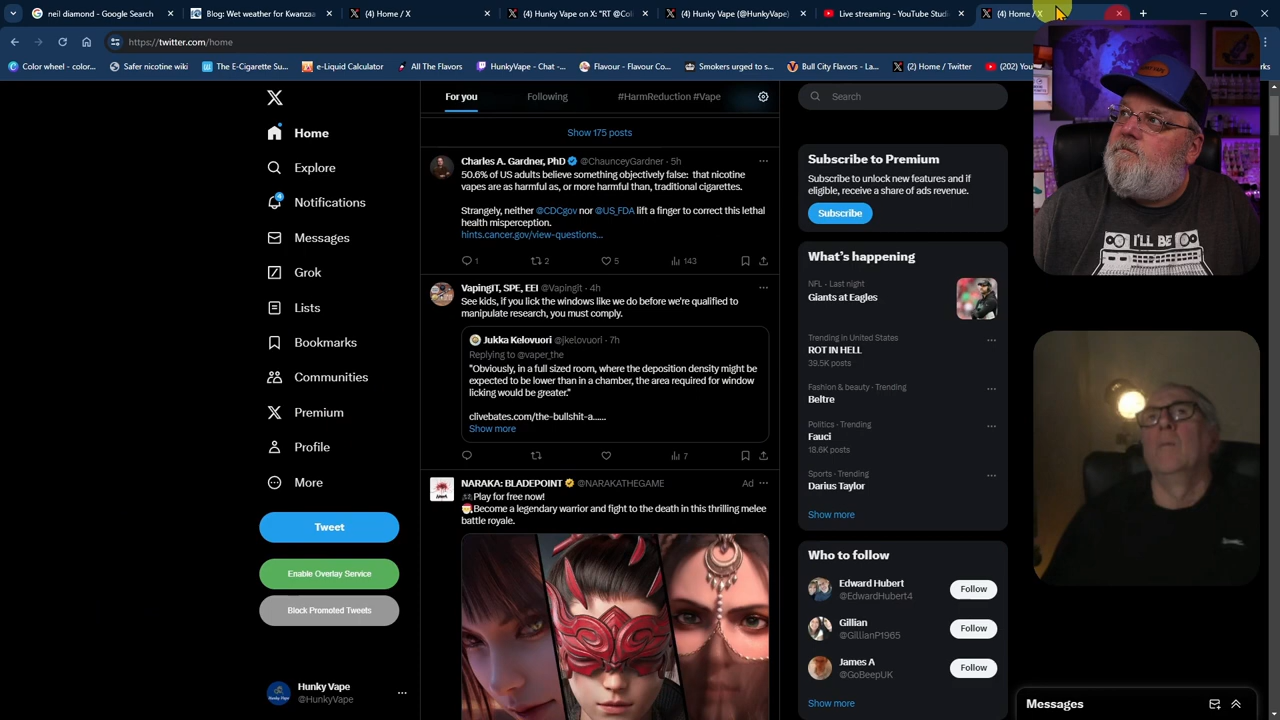 neil diamond - Google Search
Blog: Wet weather for Kwanzaa
(4) Home / X
(4) Hunky Vape on X: "RT @Col
(4) Hunky Vape (@HunkyVape)
Live streaming - YouTube Studi
(4) Home / X
https://twitter.com/home
Color wheel - color...
Safer nicotine wiki
The E-Cigarette Su...
e-Liquid Calculator
All The Flavors
HunkyVape - Chat -...
Flavour - Flavour Co...
Smokers urged to s...
Bull City Flavors - La...
(2) Home / Twitter
(202) You
rks
Home
Explore
4
Notifications
Messages
Grok
Lists
Bookmarks
Communities
Premium
Profile
More
Tweet
Enable Overlay Service
Block Promoted Tweets
Hunky Vape
@HunkyVape
For you
Following
#HarmReduction #Vape
Show 175 posts
Charles A. Gardner, PhD @ChaunceyGardner · 5h
50.6% of US adults believe something objectively false: that nicotine
vapes are as harmful as, or more harmful than, traditional cigarettes.
Strangely, neither @CDCgov nor @US_FDA lift a finger to correct this lethal
health misperception.
hints.cancer.gov/view-questions...
1
2
5
143
VapingIT, SPE, EEI @Vapingit · 4h
See kids, if you lick the windows like we do before we're qualified to
manipulate research, you must comply.
Jukka Kelovuori @jkelovuori · 7h
Replying to @vaper_the
"Obviously, in a full sized room, where the deposition density might be
expected to be lower than in a chamber, the area required for window
licking would be greater."
clivebates.com/the-bullshit-a......
Show more
7
NARAKA: BLADEPOINT @NARAKATHEGAME
Ad
Play for free now!
Become a legendary warrior and fight to the death in this thrilling melee
battle royale.
Search
Subscribe to Premium
Subscribe to unlock new features and if
eligible, receive a share of ads revenue.
Subscribe
What's happening
NFL · Last night
Giants at Eagles
Trending in United States
ROT IN HELL
39.5K posts
Fashion & beauty · Trending
Beltre
Politics · Trending
Fauci
18.6K posts
Sports · Trending
Darius Taylor
Show more
Who to follow
Edward Hubert
@EdwardHubert4
Follow
Gillian
@GillianP1965
Follow
James A
@GoBeepUK
Follow
Show more
I'LL BE
Messages